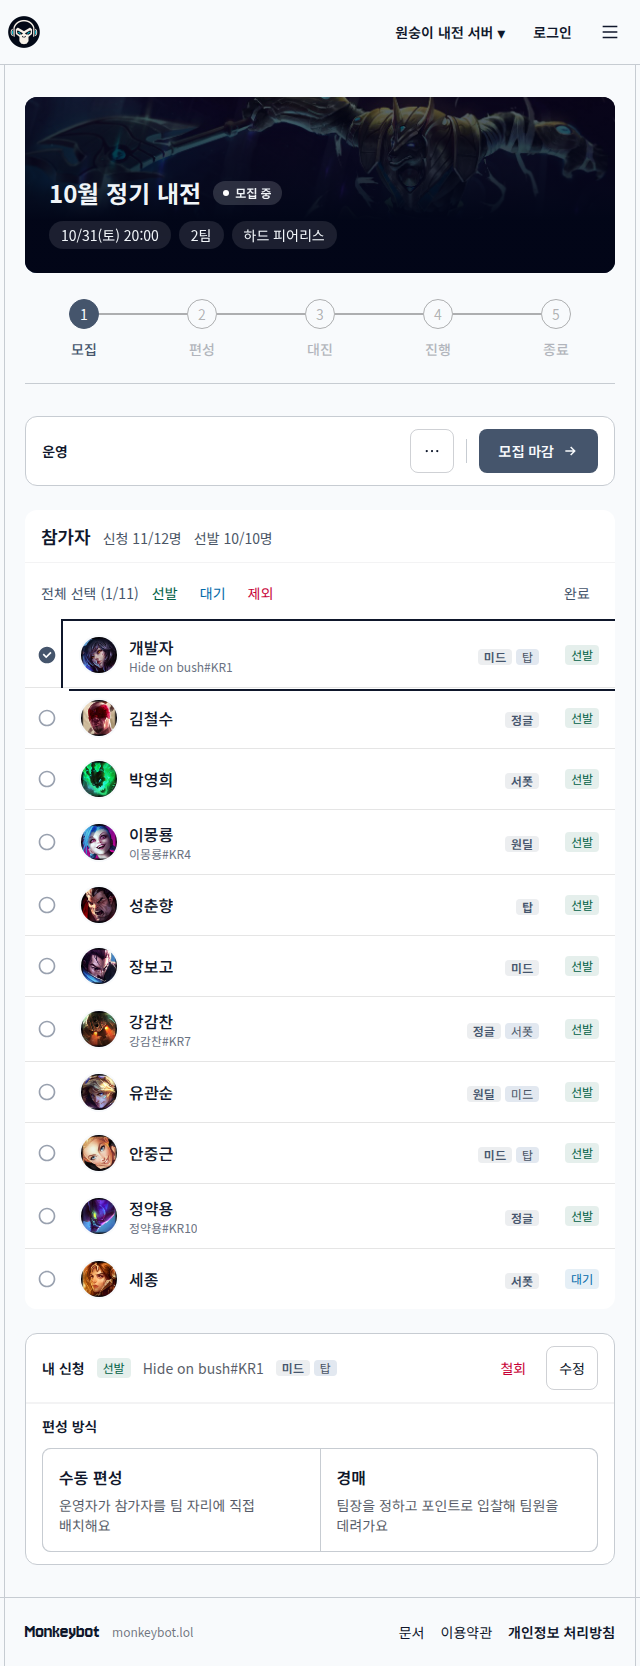 원숭이 내전 서버 ▾ 로그인
10월 정기 내전 모집 중
10/31(토) 20:00 2팀 하드 피어리스
1 2 3 4 5
모집 편성 대진 진행 종료
운영 ··· 모집 마감 →
참가자 신청 11/12명 선발 10/10명
전체 선택 (1/11) 선발 대기 제외 완료
개발자 미드 탑 선발
Hide on bush#KR1
김철수 정글 선발
박영희 서폿 선발
이몽룡 원딜 선발
이몽룡#KR4
성춘향 탑 선발
장보고 미드 선발
강감찬 정글 서폿 선발
강감찬#KR7
유관순 원딜 미드 선발
안중근 미드 탑 선발
정약용 정글 선발
정약용#KR10
세종 서폿 대기
내 신청 선발 Hide on bush#KR1 미드 탑 철회 수정
편성 방식
수동 편성
운영자가 참가자를 팀 자리에 직접
배치해요
경매
팀장을 정하고 포인트로 입찰해 팀원을
데려가요
Monkeybot monkeybot.lol 문서 이용약관 개인정보 처리방침